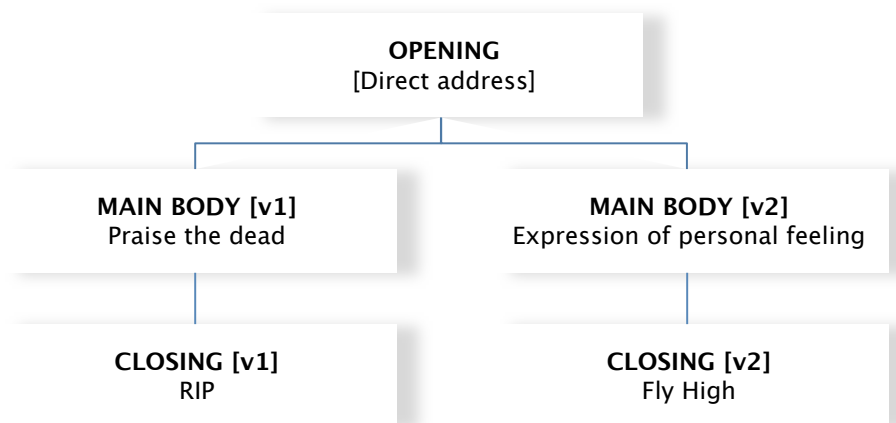 OPENING
[Direct address]
MAIN BODY [v1]
Praise the dead
MAIN BODY [v2]
Expression of personal feeling
CLOSING [v1]
RIP
CLOSING [v2]
Fly High